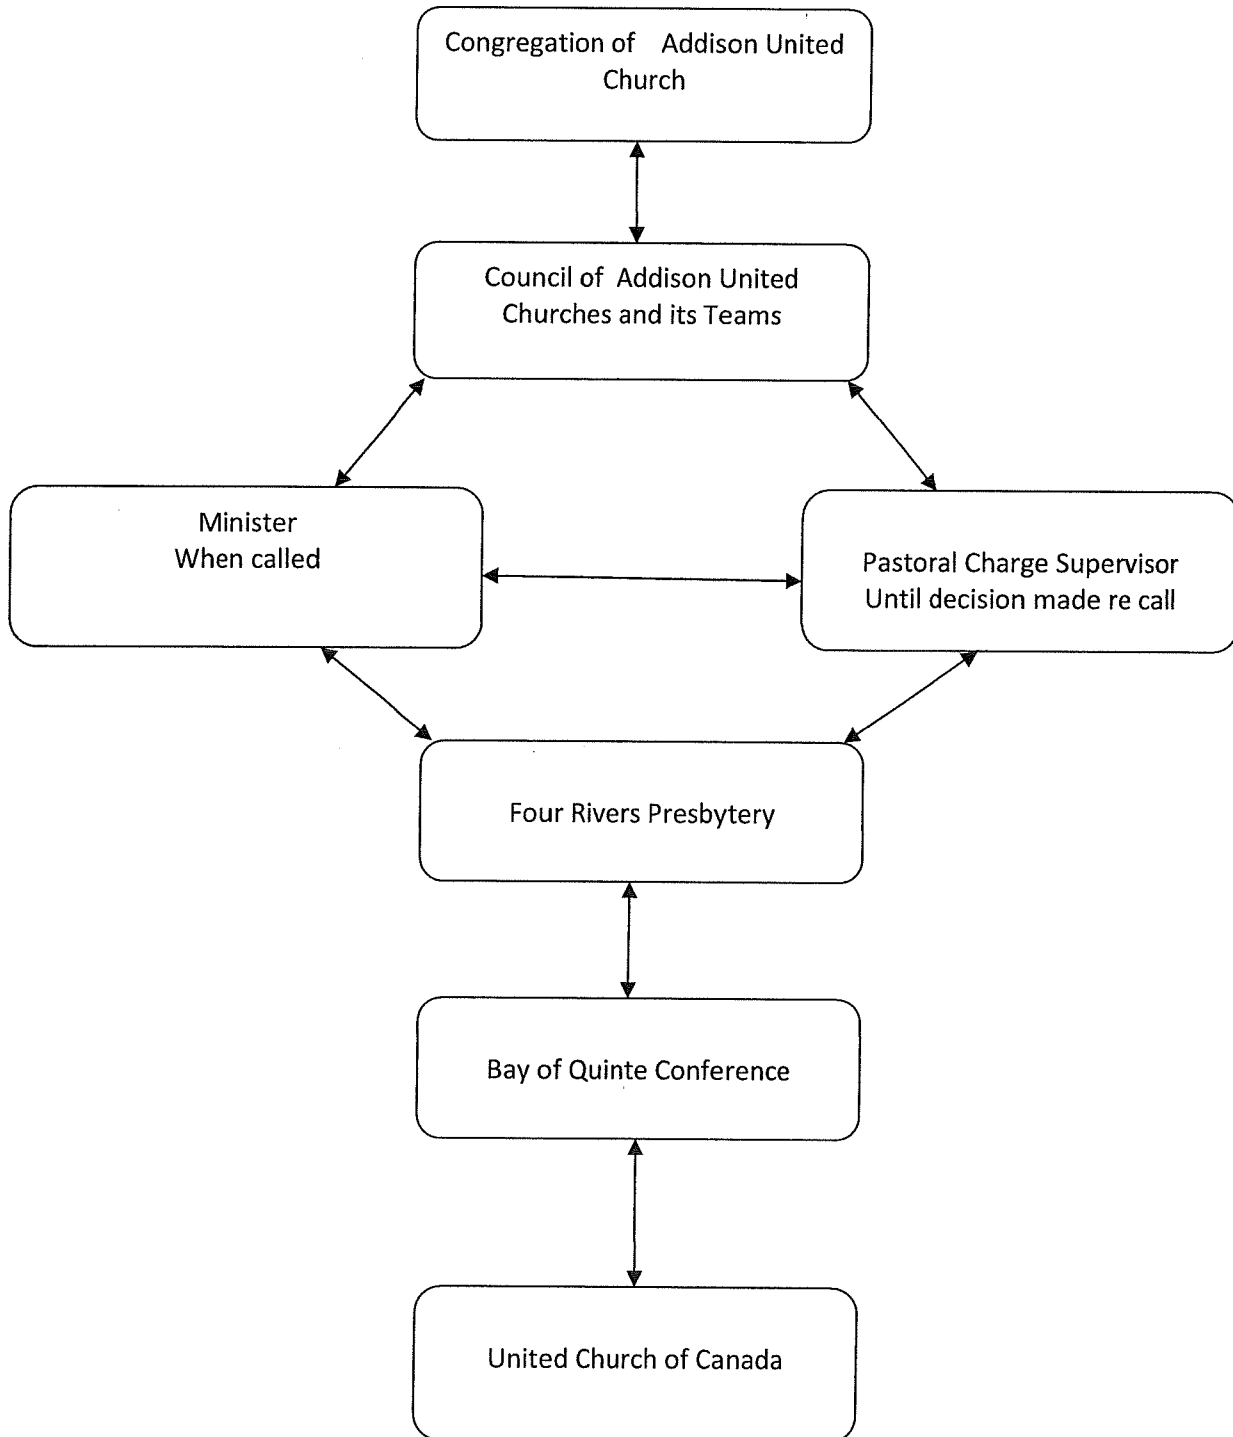 Congregation of Addison United
Church
Council of Addison United
Churches and its Teams
Minister
When called
Pastoral Charge Supervisor
Until decision made re call
Four Rivers Presbytery
Bay of Quinte Conference
United Church of Canada